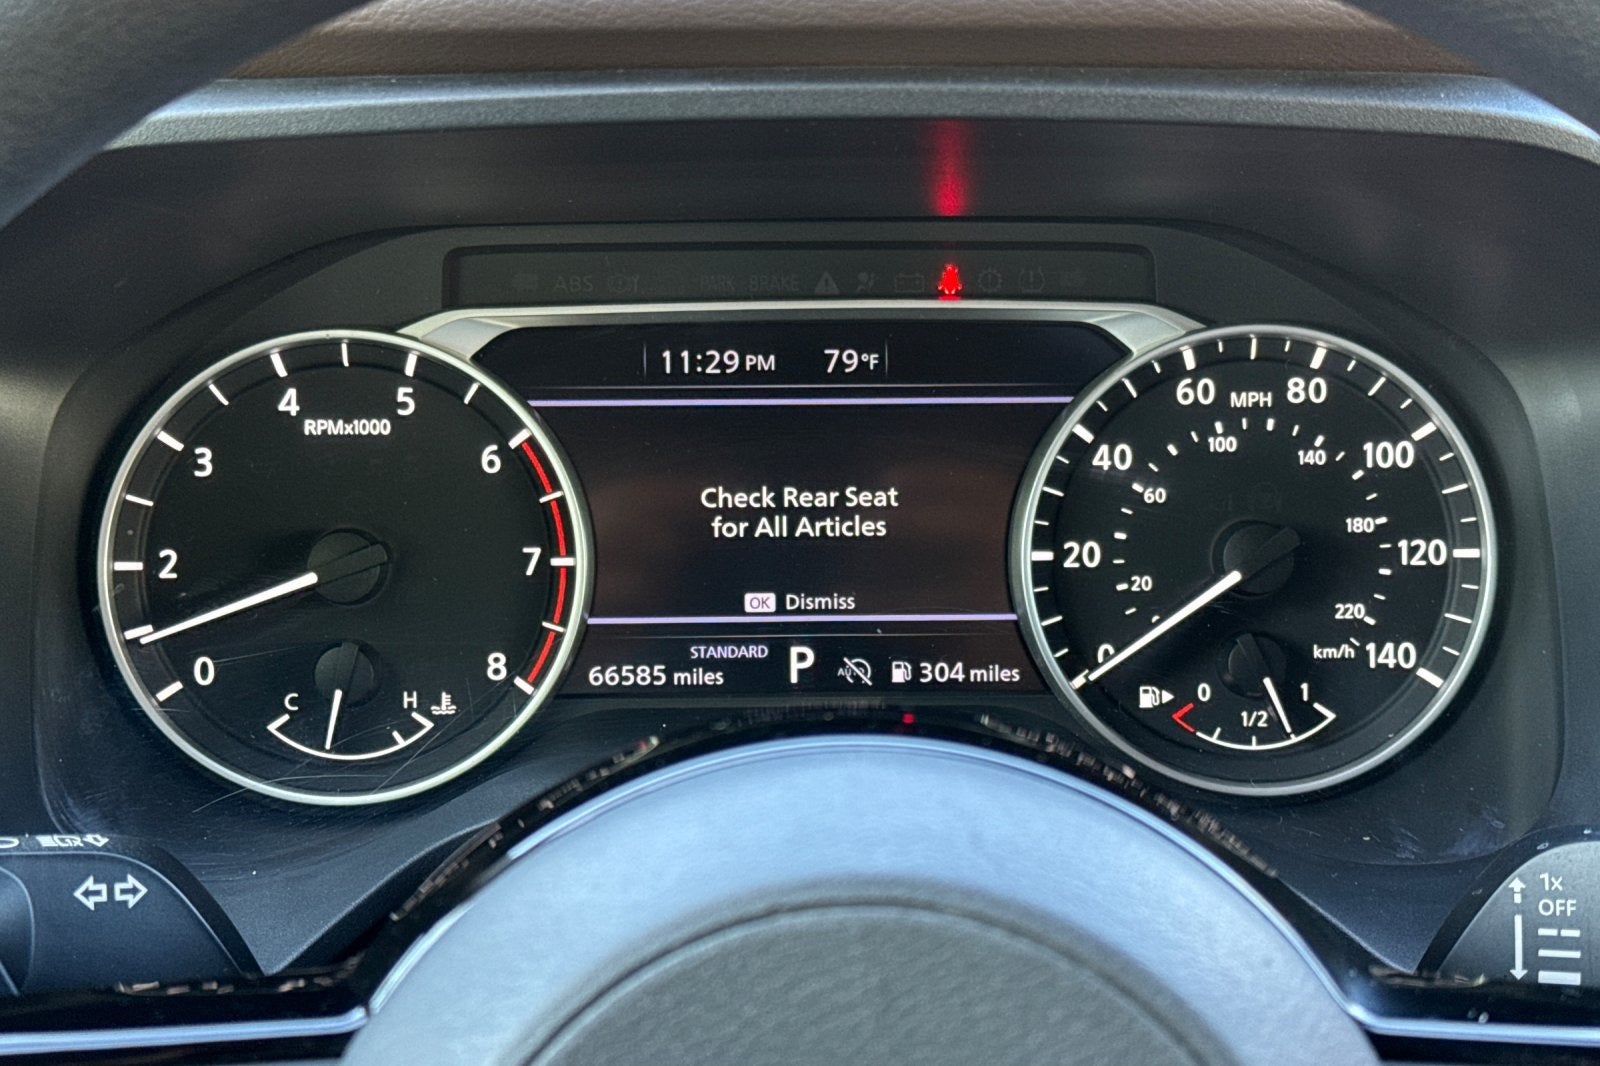 ABS
PARK BRAKE
11:29 PM 79°F
Check Rear Seat
for All Articles
OK Dismiss
STANDARD
66585 miles P AUTO 304 miles
0 2 3 4 5 6 7 8
RPMx1000
C H
0 20 40 60 80 100 120 140
MPH
20 60 100 140 180 220
km/h
0 1/2 1
1x
OFF